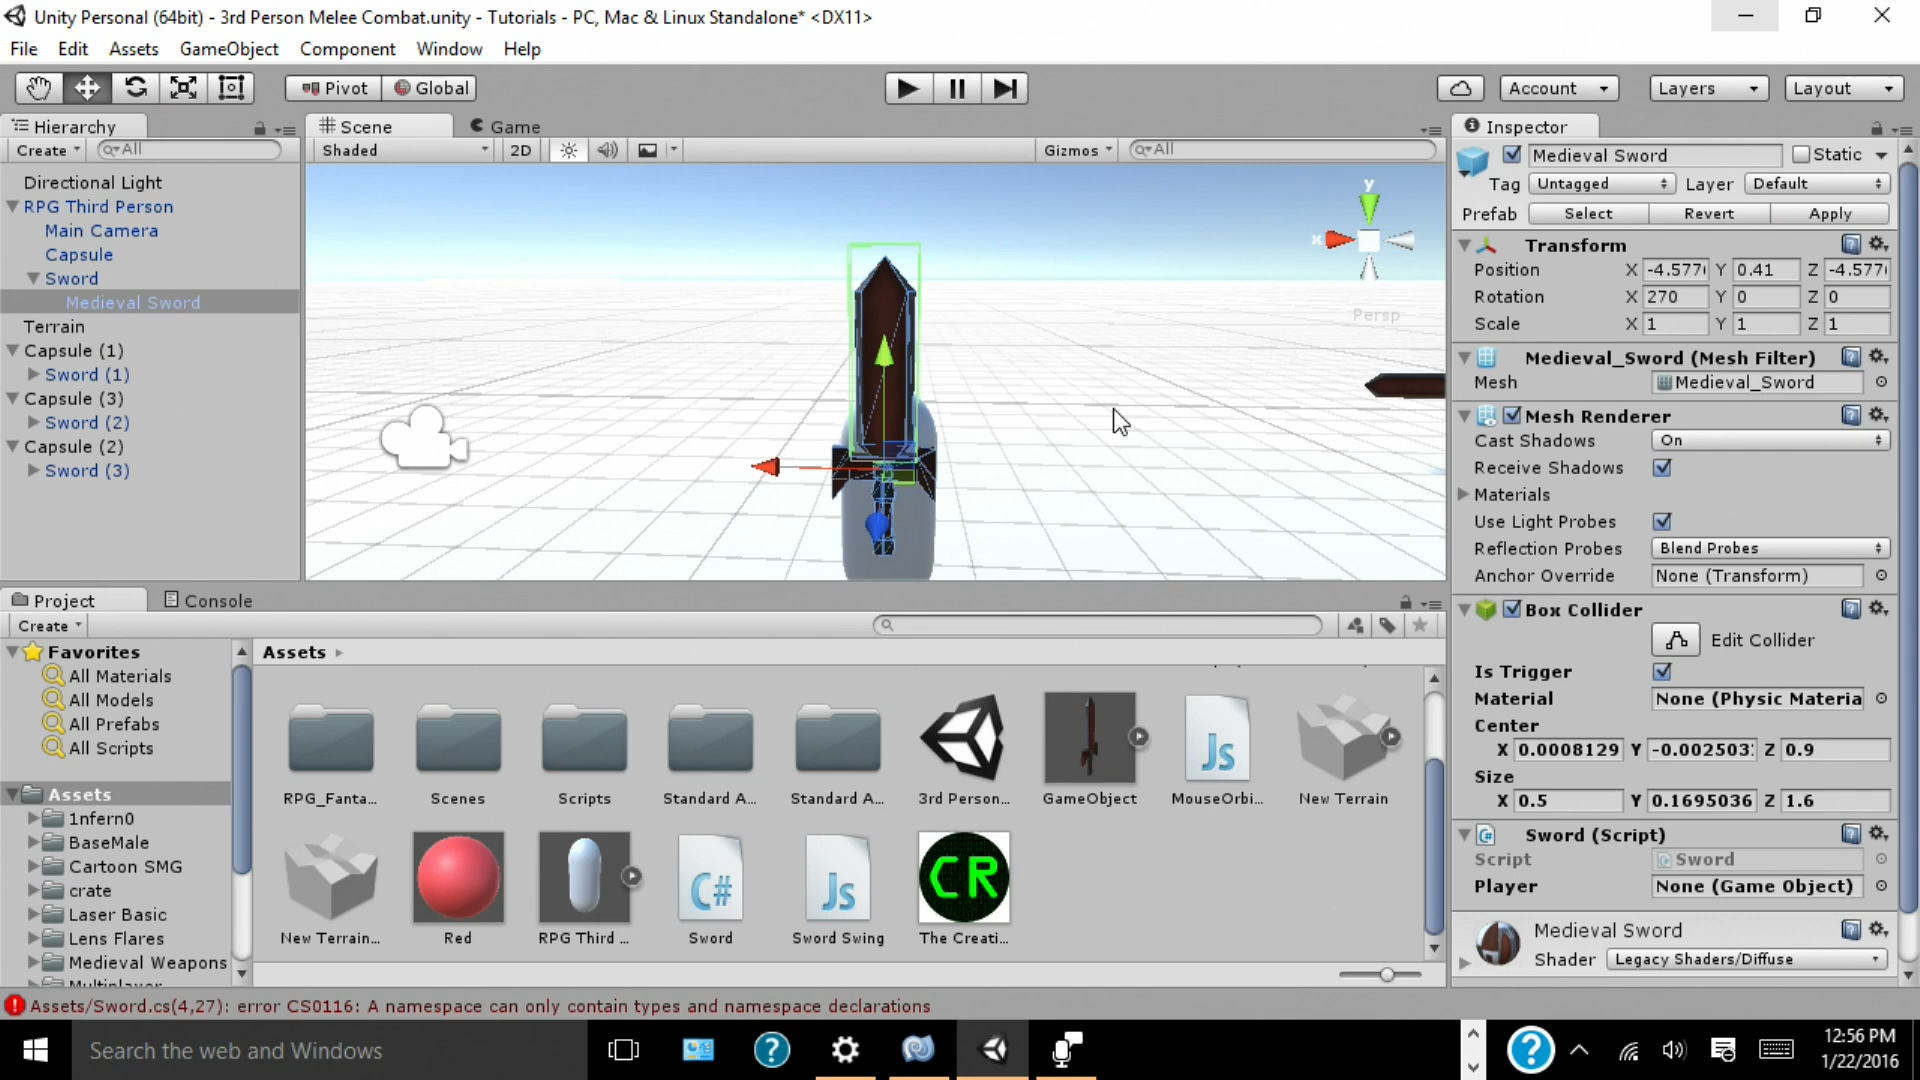 Unity Personal (64bit) - 3rd Person Melee Combat.unity - Tutorials - PC, Mac & Linux Standalone* <DX11>
File Edit Assets GameObject Component Window Help
Pivot Global Account Layers Layout
Hierarchy
Create All
Directional Light
RPG Third Person
Main Camera
Capsule
Sword
Medieval Sword
Terrain
Capsule (1)
Sword (1)
Capsule (3)
Sword (2)
Capsule (2)
Sword (3)
Scene Game
Shaded 2D Gizmos All
y
x
Persp
Inspector
Medieval Sword Static
Tag Untagged Layer Default
Prefab Select Revert Apply
Transform
Position X -4.577 Y 0.41 Z -4.577
Rotation X 270 Y 0 Z 0
Scale X 1 Y 1 Z 1
Medieval_Sword (Mesh Filter)
Mesh Medieval_Sword
Mesh Renderer
Cast Shadows On
Receive Shadows
Materials
Use Light Probes
Reflection Probes Blend Probes
Anchor Override None (Transform)
Box Collider
Edit Collider
Is Trigger
Material None (Physic Materia
Center
X 0.0008129 Y -0.002503 Z 0.9
Size
X 0.5 Y 0.1695036 Z 1.6
Sword (Script)
Script Sword
Player None (Game Object)
Medieval Sword
Shader Legacy Shaders/Diffuse
Project Console
Create
Favorites
All Materials
All Models
All Prefabs
All Scripts
Assets
1nfern0
BaseMale
Cartoon SMG
crate
Laser Basic
Lens Flares
Medieval Weapons
Assets
RPG_Fanta... Scenes Scripts Standard A... Standard A... 3rd Person... GameObject MouseOrbi... New Terrain
Js
New Terrain... Red RPG Third ... Sword Sword Swing The Creati...
C# Js CR
Assets/Sword.cs(4,27): error CS0116: A namespace can only contain types and namespace declarations
Search the web and Windows
12:56 PM
1/22/2016